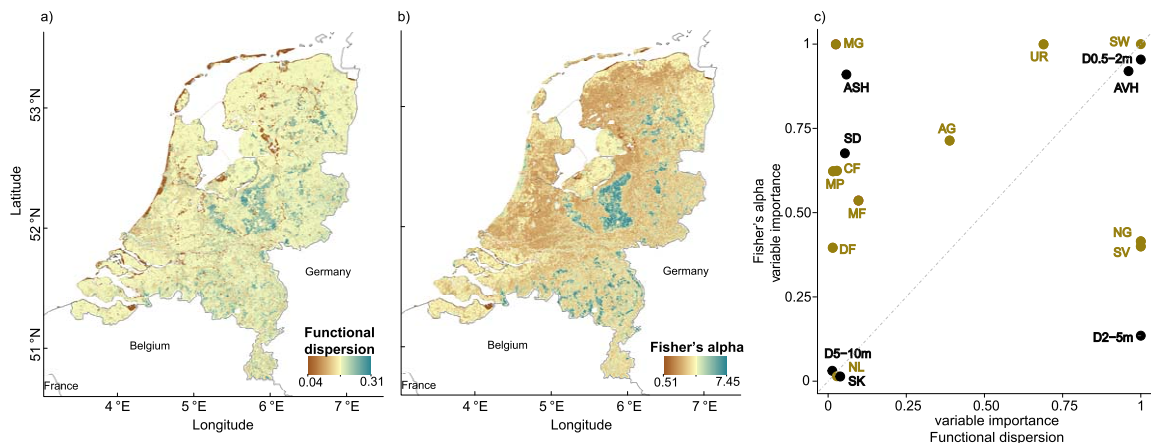 a)
53 °N
52 °N
51 °N
Latitude
Germany
Belgium
France
Functional
dispersion
0.04 0.31
4 °E 5 °E 6 °E 7 °E
Longitude
b)
Germany
Belgium
France
Fisher's alpha
0.51 7.45
4 °E 5 °E 6 °E 7 °E
Longitude
c)
Fisher's alpha
variable importance
1
0.75
0.50
0.25
0
MG
UR
SW
D0.5−2m
ASH
AVH
SD
AG
CF
MP
MF
DF
NG
SV
D2−5m
D5−10m
NL
SK
0 0.25 0.50 0.75 1
variable importance
Functional dispersion